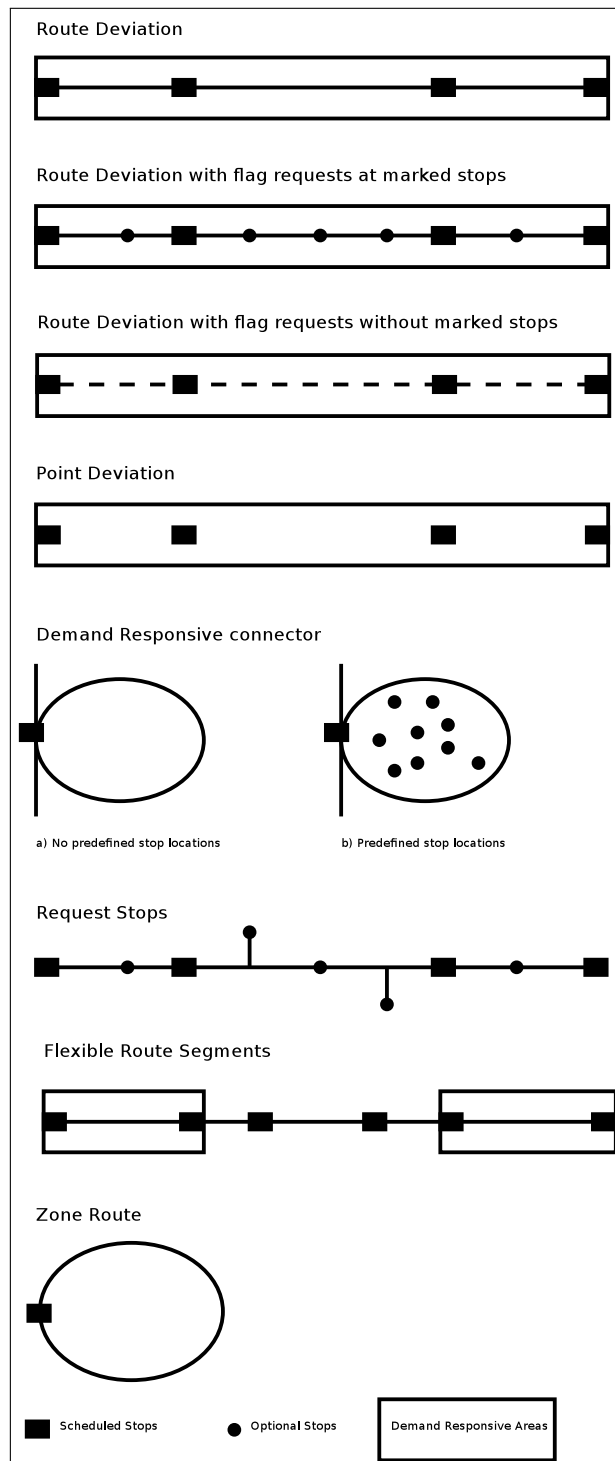 Route Deviation
Route Deviation with flag requests at marked stops
Route Deviation with flag requests without marked stops
Point Deviation
Demand Responsive connector
a) No predefined stop locations
b) Predefined stop locations
Request Stops
Flexible Route Segments
Zone Route
Scheduled Stops
Optional Stops
Demand Responsive Areas